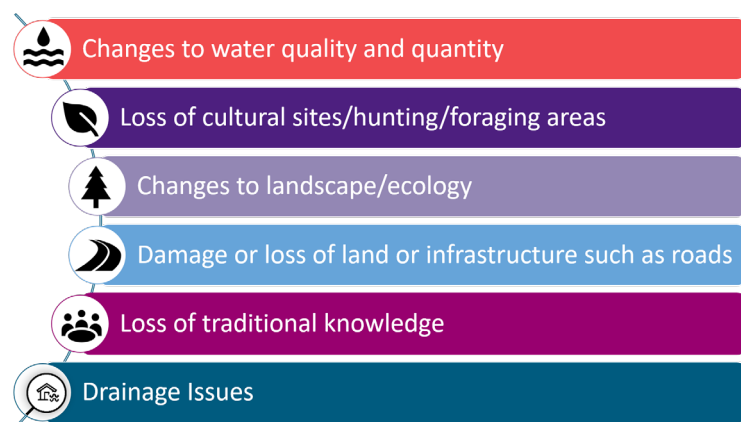 Changes to water quality and quantity
Loss of cultural sites/hunting/foraging areas
Changes to landscape/ecology
Damage or loss of land or infrastructure such as roads
Loss of traditional knowledge
Drainage Issues